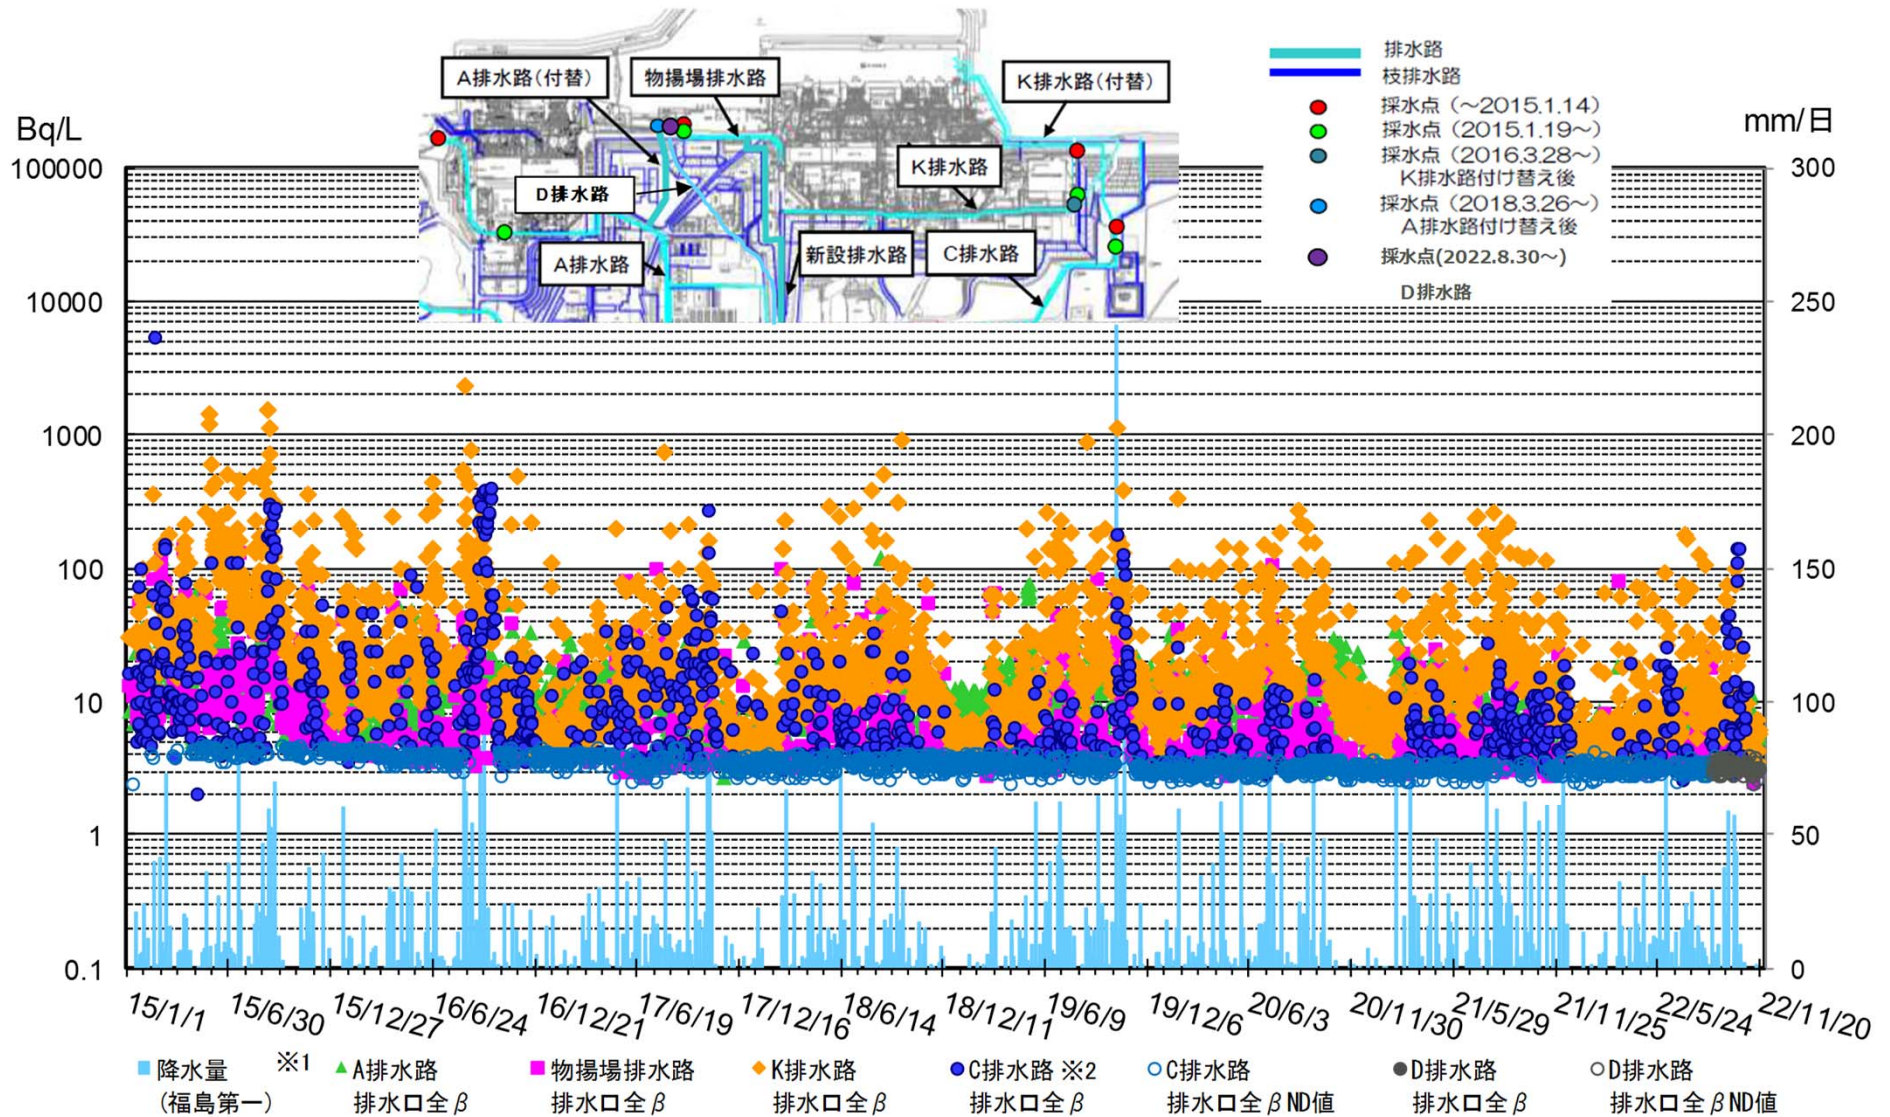 A排水路(付替)
物揚場排水路
K排水路(付替)
D排水路
K排水路
A排水路
新設排水路
C排水路
排水路
枝排水路
採水点（～2015.1.14）
採水点（2015.1.19～）
採水点（2016.3.28～）
K排水路付け替え後
採水点（2018.3.26～）
A排水路付け替え後
採水点(2022.8.30～)
D排水路
Bq/L
100000
10000
1000
100
10
1
0.1
mm/日
300
250
200
150
100
50
0
15/1/1
15/6/30
15/12/27
16/6/24
16/12/21
17/6/19
17/12/16
18/6/14
18/12/11
19/6/9
19/12/6
20/6/3
20/11/30
21/5/29
21/11/25
22/5/24
22/11/20
降水量 ※1
(福島第一)
A排水路
排水口全β
物揚場排水路
排水口全β
K排水路
排水口全β
C排水路 ※2
排水口全β
C排水路
排水口全βND値
D排水路
排水口全β
D排水路
排水口全βND値